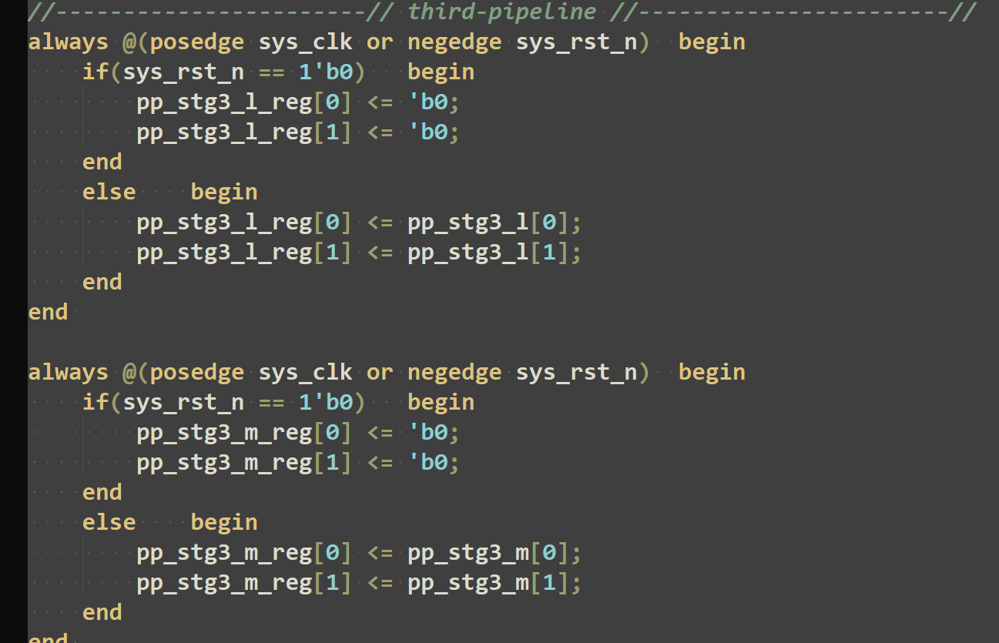 //-----------------------// third-pipeline //-----------------------//
always @(posedge sys_clk or negedge sys_rst_n)  begin
    if(sys_rst_n == 1'b0)   begin
        pp_stg3_l_reg[0] <= 'b0;
        pp_stg3_l_reg[1] <= 'b0;
    end
    else    begin
        pp_stg3_l_reg[0] <= pp_stg3_l[0];
        pp_stg3_l_reg[1] <= pp_stg3_l[1];
    end
end

always @(posedge sys_clk or negedge sys_rst_n)  begin
    if(sys_rst_n == 1'b0)   begin
        pp_stg3_m_reg[0] <= 'b0;
        pp_stg3_m_reg[1] <= 'b0;
    end
    else    begin
        pp_stg3_m_reg[0] <= pp_stg3_m[0];
        pp_stg3_m_reg[1] <= pp_stg3_m[1];
    end
end